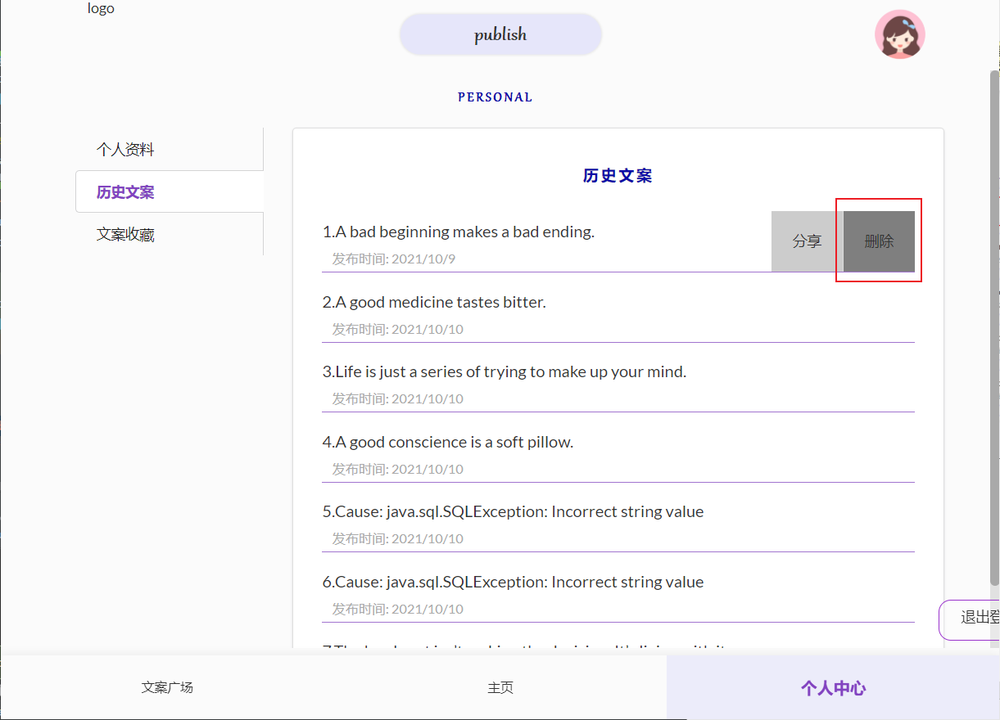 logo
publish
PERSONAL
个人资料
历史文案
文案收藏
历史文案
1.A bad beginning makes a bad ending.
发布时间: 2021/10/9
分享
删除
2.A good medicine tastes bitter.
发布时间: 2021/10/10
3.Life is just a series of trying to make up your mind.
发布时间: 2021/10/10
4.A good conscience is a soft pillow.
发布时间: 2021/10/10
5.Cause: java.sql.SQLException: Incorrect string value
发布时间: 2021/10/10
6.Cause: java.sql.SQLException: Incorrect string value
发布时间: 2021/10/10
退出登
文案广场
主页
个人中心